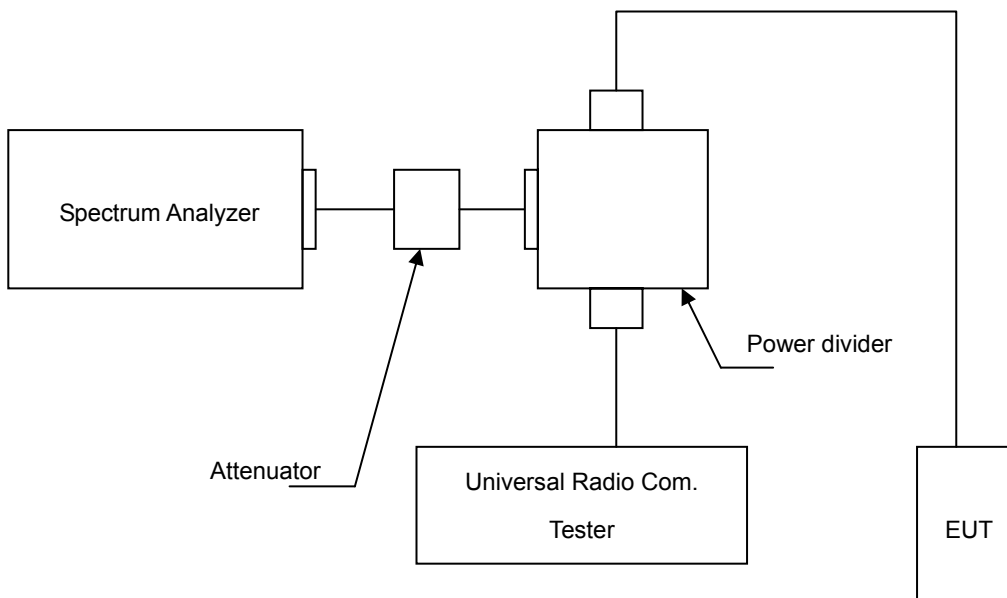 Spectrum Analyzer
Power divider
Attenuator
Universal Radio Com.
Tester
EUT